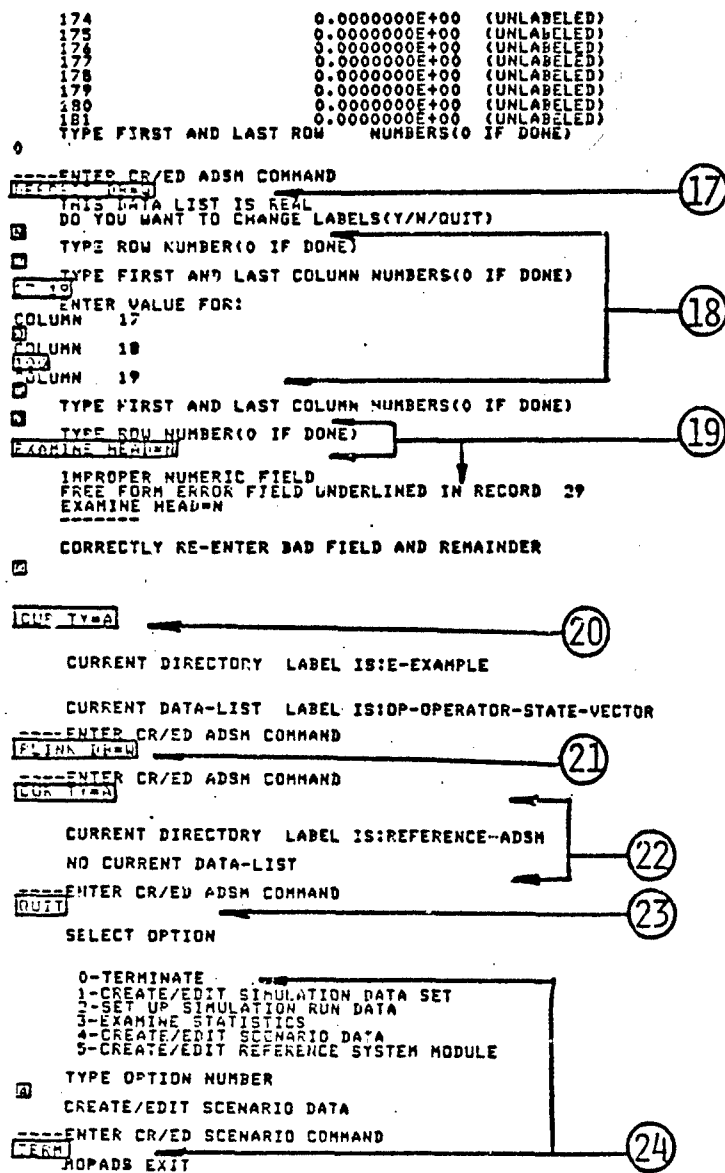 174 0.0000000E+00 (UNLABELED)
175 0.0000000E+00 (UNLABELED)
176 0.0000000E+00 (UNLABELED)
177 0.0000000E+00 (UNLABELED)
178 0.0000000E+00 (UNLABELED)
179 0.0000000E+00 (UNLABELED)
180 0.0000000E+00 (UNLABELED)
181 0.0000000E+00 (UNLABELED)
TYPE FIRST AND LAST ROW NUMBERS(0 IF DONE)
0
----ENTER CR/ED ADSM COMMAND
17
THIS DATA LIST IS REAL
DO YOU WANT TO CHANGE LABELS(Y/N/QUIT)
TYPE ROW NUMBER(0 IF DONE)
TYPE FIRST AND LAST COLUMN NUMBERS(0 IF DONE)
17 19
ENTER VALUE FOR:
18
COLUMN 17
COLUMN 18
COLUMN 19
TYPE FIRST AND LAST COLUMN NUMBERS(0 IF DONE)
TYPE ROW NUMBER(0 IF DONE)
19
EXAMINE HEAD=N
IMPROPER NUMERIC FIELD
FREE FORM ERROR FIELD UNDERLINED IN RECORD 29
EXAMINE HEAD=N
-------
CORRECTLY RE-ENTER BAD FIELD AND REMAINDER
CUR TY=A
20
CURRENT DIRECTORY LABEL IS:E-EXAMPLE
CURRENT DATA-LIST LABEL IS:OP-OPERATOR-STATE-VECTOR
----ENTER CR/ED ADSM COMMAND
21
----ENTER CR/ED ADSM COMMAND
CUR TY=A
CURRENT DIRECTORY LABEL IS:REFERENCE-ADSM
22
NO CURRENT DATA-LIST
----ENTER CR/ED ADSM COMMAND
QUIT
23
SELECT OPTION
0-TERMINATE
1-CREATE/EDIT SIMULATION DATA SET
2-SET UP SIMULATION RUN DATA
3-EXAMINE STATISTICS
4-CREATE/EDIT SCENARIO DATA
5-CREATE/EDIT REFERENCE SYSTEM MODULE
TYPE OPTION NUMBER
4
CREATE/EDIT SCENARIO DATA
----ENTER CR/ED SCENARIO COMMAND
TERM
24
MOPADS EXIT